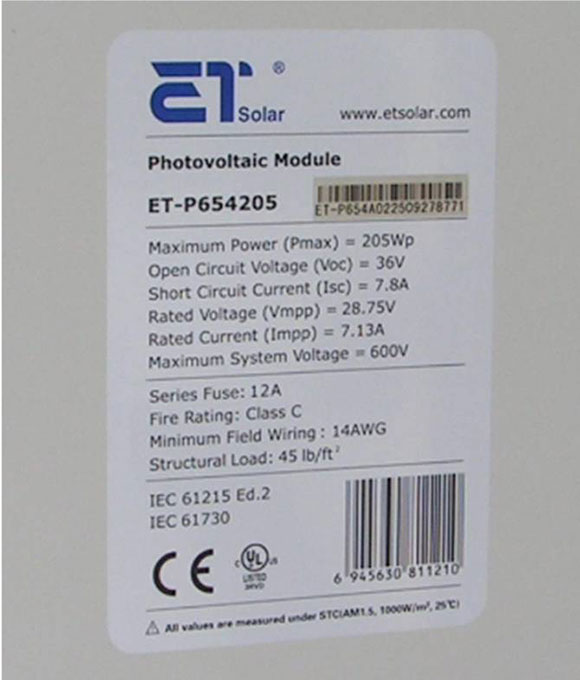 ET ®
Solar
www.etsolar.com
Photovoltaic Module
ET-P654205
ET-P654A022509278771
Maximum Power (Pmax) = 205Wp
Open Circuit Voltage (Voc) = 36V
Short Circuit Current (Isc) = 7.8A
Rated Voltage (Vmpp) = 28.75V
Rated Current (Impp) = 7.13A
Maximum System Voltage = 600V
Series Fuse: 12A
Fire Rating: Class C
Minimum Field Wiring : 14AWG
Structural Load: 45 lb/ft²
IEC 61215 Ed.2
IEC 61730
CE
c UL US
LISTED
6 945630 811210
All values are measured under STC(AM1.5, 1000W/m², 25℃)